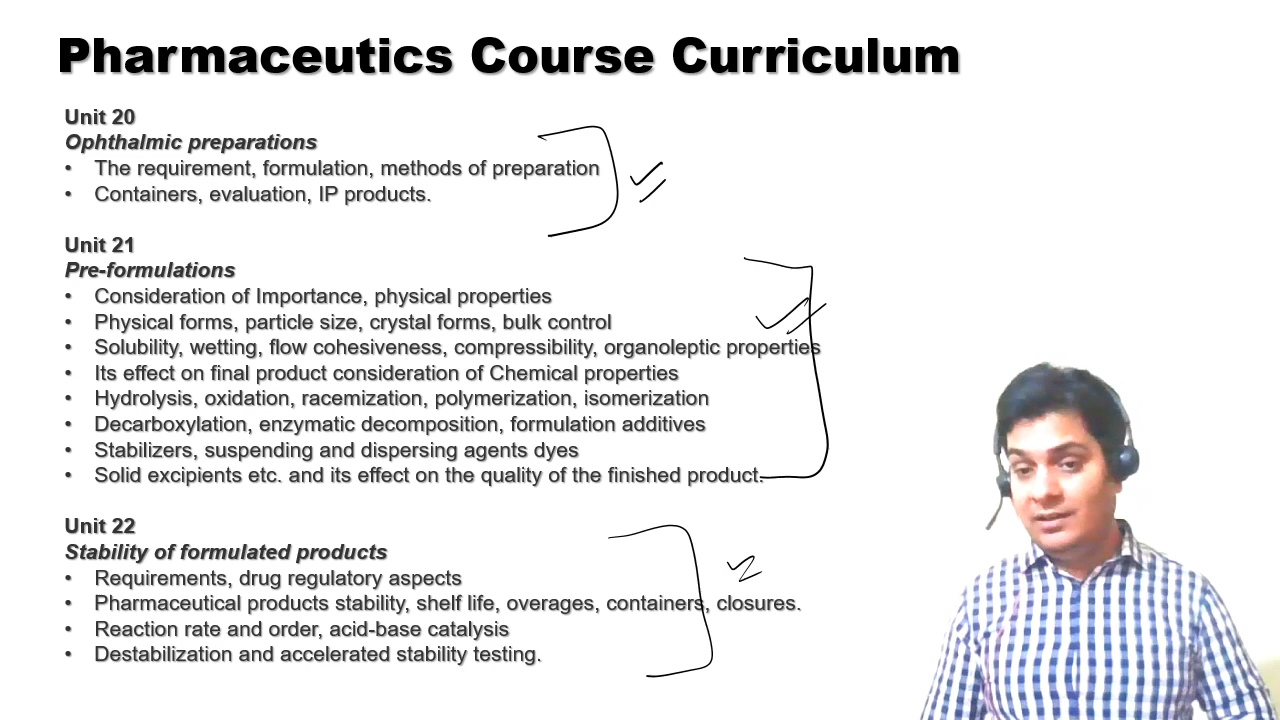 Pharmaceutics Course Curriculum
Unit 20
Ophthalmic preparations
• The requirement, formulation, methods of preparation
• Containers, evaluation, IP products.
Unit 21
Pre-formulations
• Consideration of Importance, physical properties
• Physical forms, particle size, crystal forms, bulk control
• Solubility, wetting, flow cohesiveness, compressibility, organoleptic properties
• Its effect on final product consideration of Chemical properties
• Hydrolysis, oxidation, racemization, polymerization, isomerization
• Decarboxylation, enzymatic decomposition, formulation additives
• Stabilizers, suspending and dispersing agents dyes
• Solid excipients etc. and its effect on the quality of the finished product.
Unit 22
Stability of formulated products
• Requirements, drug regulatory aspects
• Pharmaceutical products stability, shelf life, overages, containers, closures.
• Reaction rate and order, acid-base catalysis
• Destabilization and accelerated stability testing.